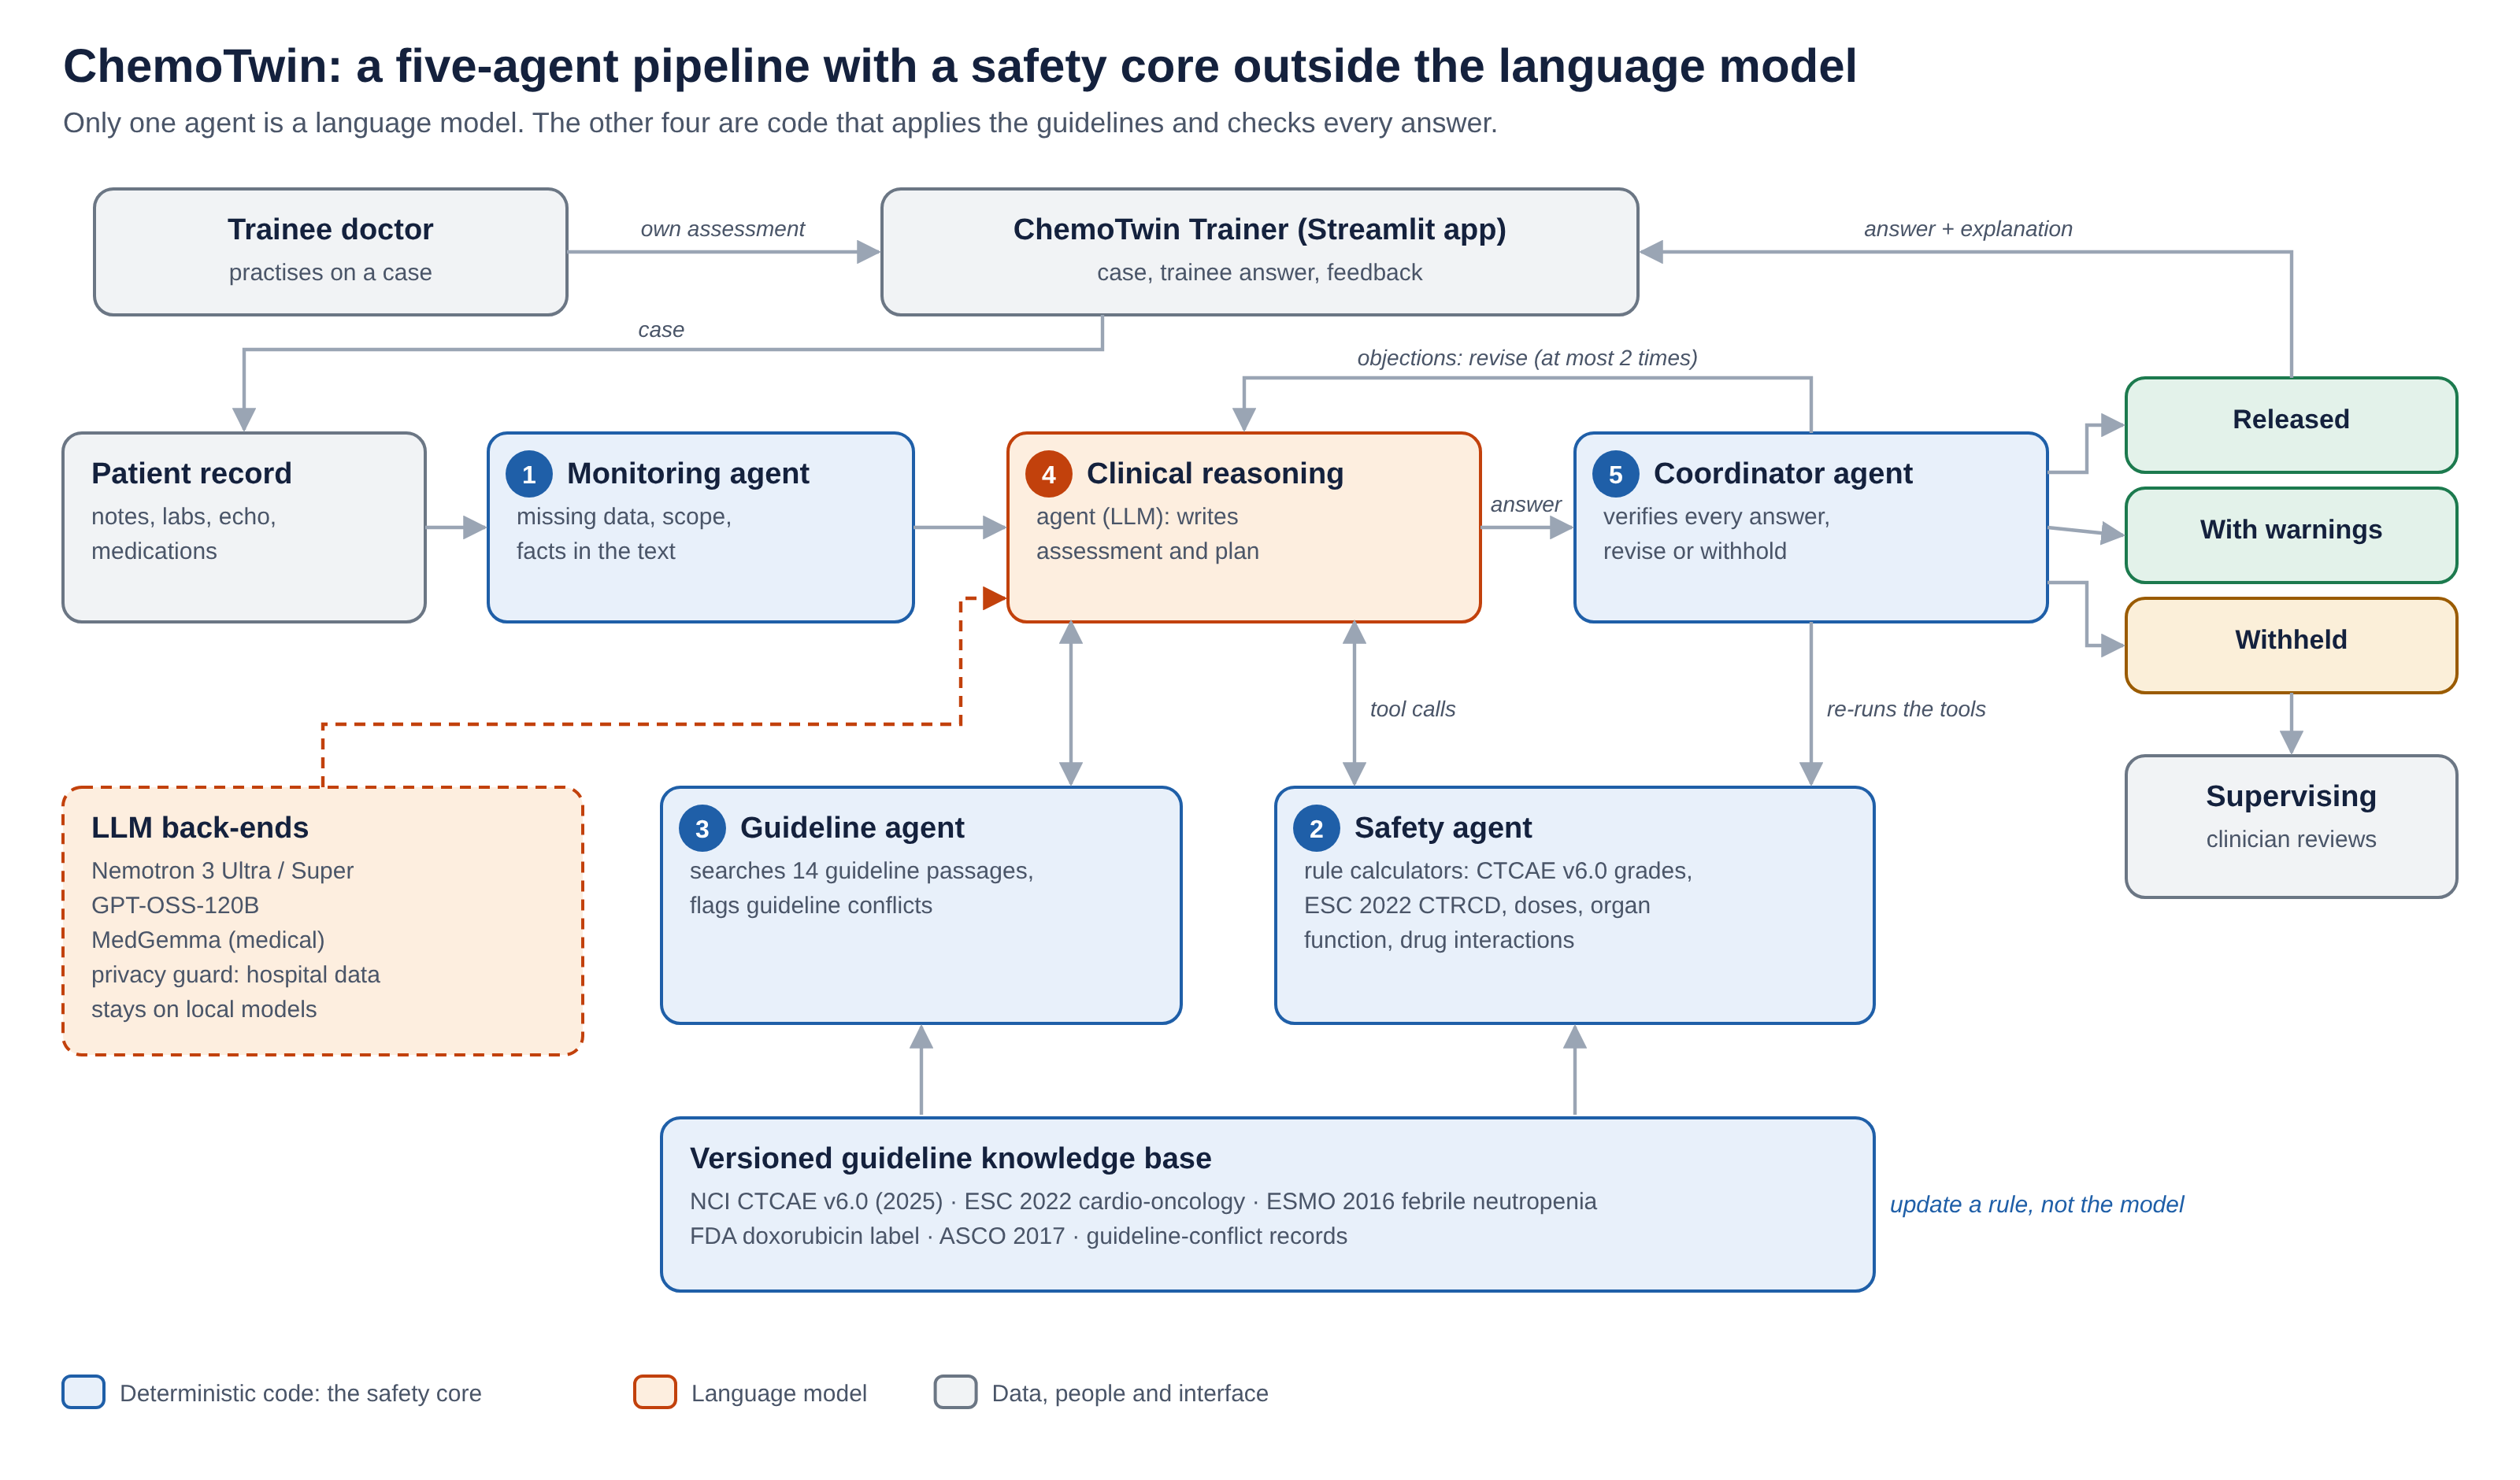 ChemoTwin: a five-agent pipeline with a safety core outside the language model
Only one agent is a language model. The other four are code that applies the guidelines and checks every answer.
Trainee doctor
practises on a case
own assessment
ChemoTwin Trainer (Streamlit app)
case, trainee answer, feedback
answer + explanation
case
objections: revise (at most 2 times)
Patient record
notes, labs, echo,
medications
1 Monitoring agent
missing data, scope,
facts in the text
4 Clinical reasoning
agent (LLM): writes
assessment and plan
answer
5 Coordinator agent
verifies every answer,
revise or withhold
Released
With warnings
Withheld
tool calls
re-runs the tools
Supervising
clinician reviews
LLM back-ends
Nemotron 3 Ultra / Super
GPT-OSS-120B
MedGemma (medical)
privacy guard: hospital data
stays on local models
3 Guideline agent
searches 14 guideline passages,
flags guideline conflicts
2 Safety agent
rule calculators: CTCAE v6.0 grades,
ESC 2022 CTRCD, doses, organ
function, drug interactions
Versioned guideline knowledge base
NCI CTCAE v6.0 (2025) · ESC 2022 cardio-oncology · ESMO 2016 febrile neutropenia
FDA doxorubicin label · ASCO 2017 · guideline-conflict records
update a rule, not the model
Deterministic code: the safety core
Language model
Data, people and interface